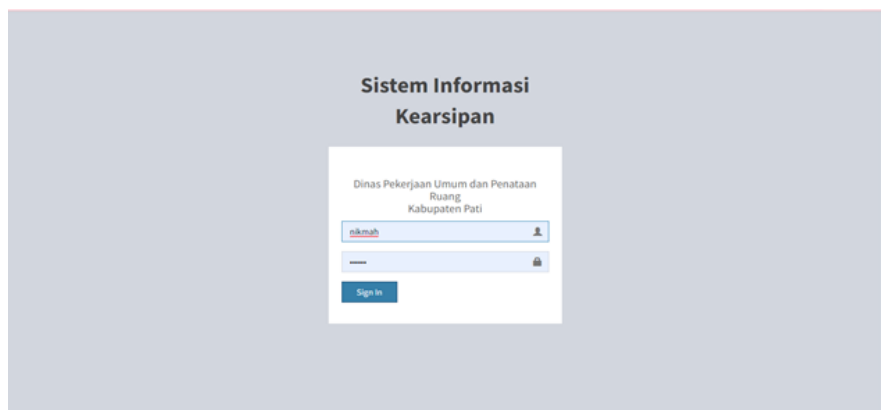 Sistem Informasi
Kearsipan
Dinas Pekerjaan Umum dan Penataan
Ruang
Kabupaten Pati
nikmah
Sign In